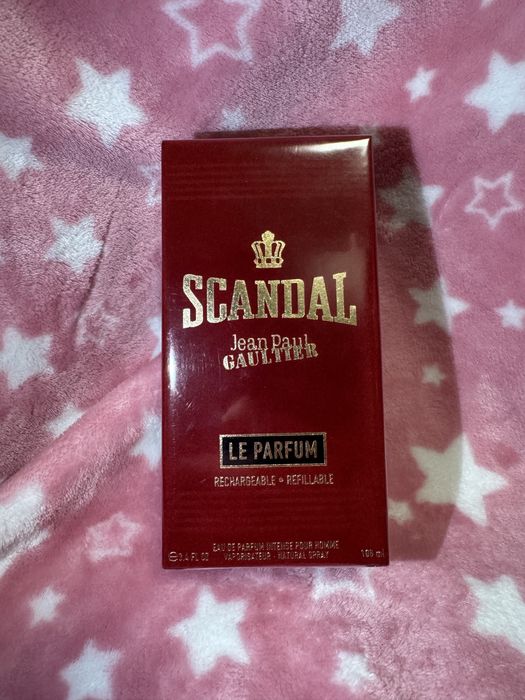 SCANDAL
Jean Paul
GAULTIER
LE PARFUM
RECHARGEABLE • REFILLABLE
EAU DE PARFUM INTENSE POUR HOMME
℮3.4 FL OZ VAPORISATEUR - NATURAL SPRAY 100 ml